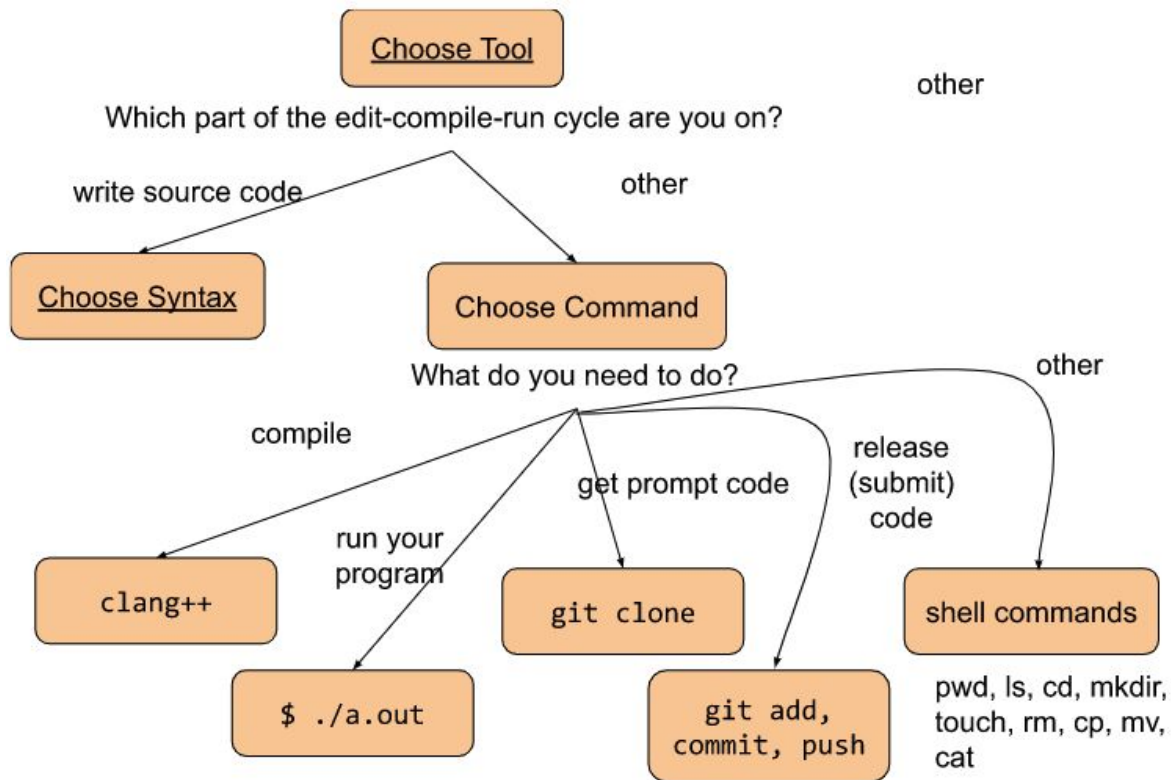 Choose Tool
other
Which part of the edit-compile-run cycle are you on?
write source code
other
Choose Syntax
Choose Command
What do you need to do?
other
compile
release
(submit)
code
get prompt code
run your
program
clang++
git clone
shell commands
$ ./a.out
git add,
commit, push
pwd, ls, cd, mkdir,
touch, rm, cp, mv,
cat